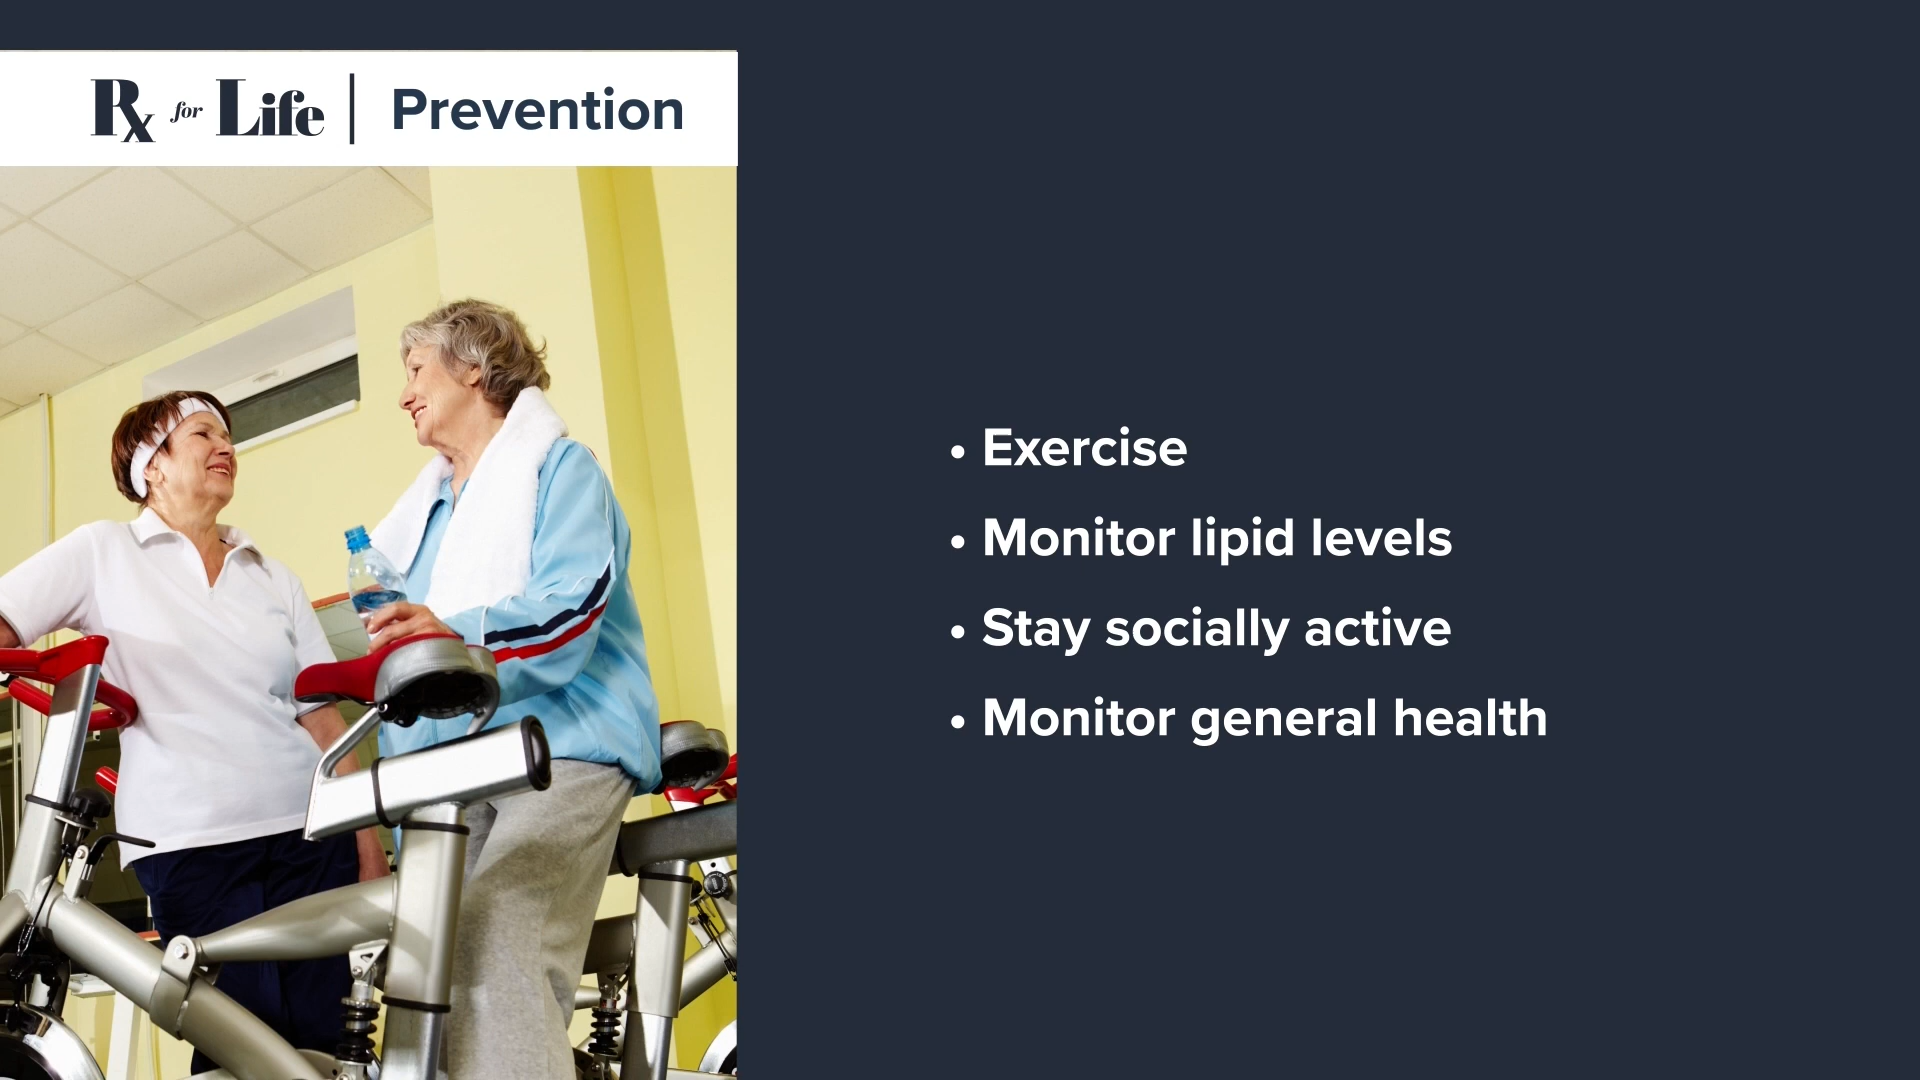 Rx for Life | Prevention
• Exercise
• Monitor lipid levels
• Stay socially active
• Monitor general health